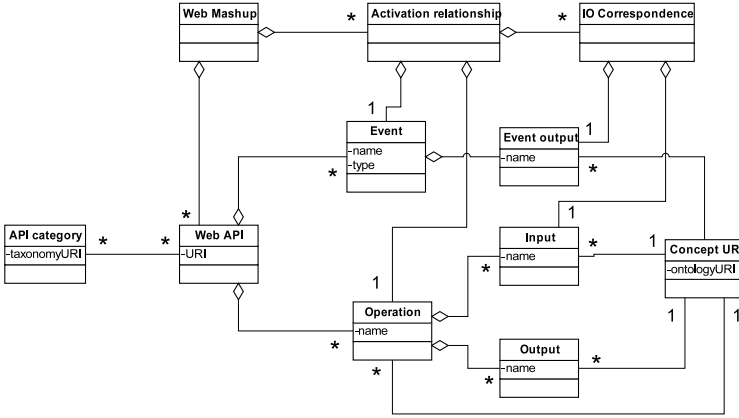 Web Mashup
*
Activation relationship
*
IO Correspondence
1
Event
-name
-type
*
Event output
-name
1
*
*
API category
-taxonomyURI
*
*
Web API
-URI
1
Input
-name
*
*
1
Concept UR
-ontologyURI
1
Operation
-name
*
*
Output
-name
*
*
1
1